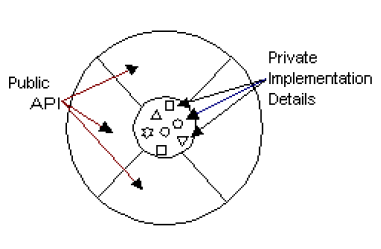 Public
API
Private
Implementation
Details